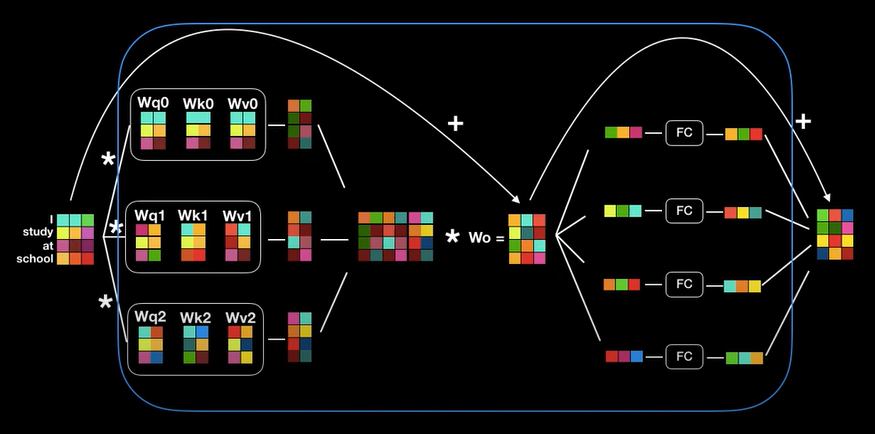 Wq0 Wk0 Wv0
*
+
+
FC
I
study
at
school
*
Wq1 Wk1 Wv1
* Wo =
FC
*
Wq2 Wk2 Wv2
FC
FC